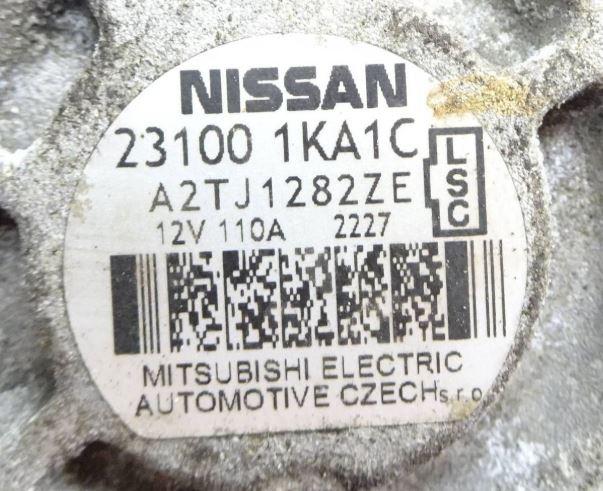 NISSAN
23100 1KA1C
A2TJ1282ZE
LSC
12V 110A 2227
MITSUBISHI ELECTRIC
AUTOMOTIVE CZECH s.r.o